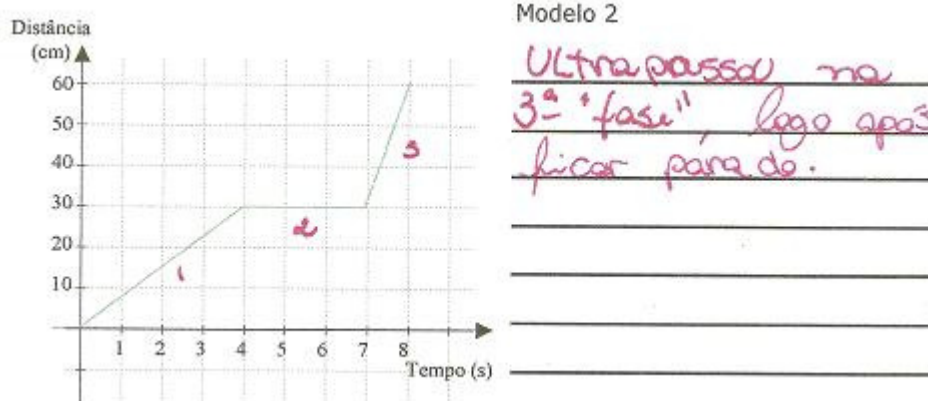 Modelo 2
Distância
(cm)
60
50
40
30
20
10
1 2 3 4 5 6 7 8
Tempo (s)
1
2
3
Ultrapassou na
3ª "fase", logo após
ficar parado.